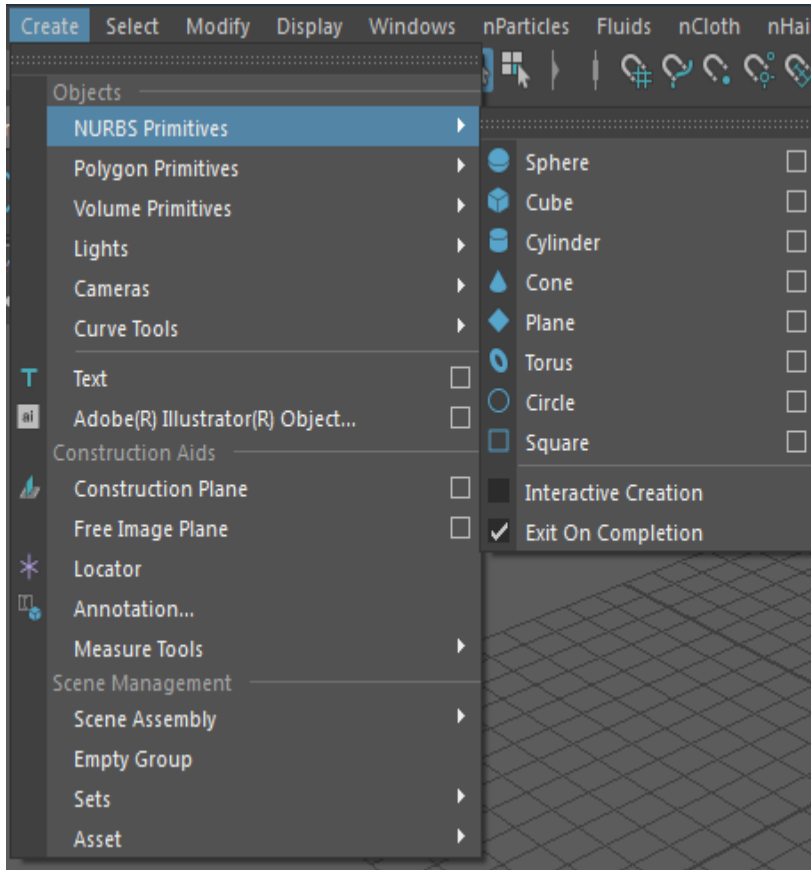 Create Select Modify Display Windows nParticles Fluids nCloth nHai
Objects
NURBS Primitives
Polygon Primitives
Volume Primitives
Lights
Cameras
Curve Tools
T Text
ai Adobe(R) Illustrator(R) Object...
Construction Aids
Construction Plane
Free Image Plane
Locator
Annotation...
Measure Tools
Scene Management
Scene Assembly
Empty Group
Sets
Asset
Sphere
Cube
Cylinder
Cone
Plane
Torus
Circle
Square
Interactive Creation
Exit On Completion